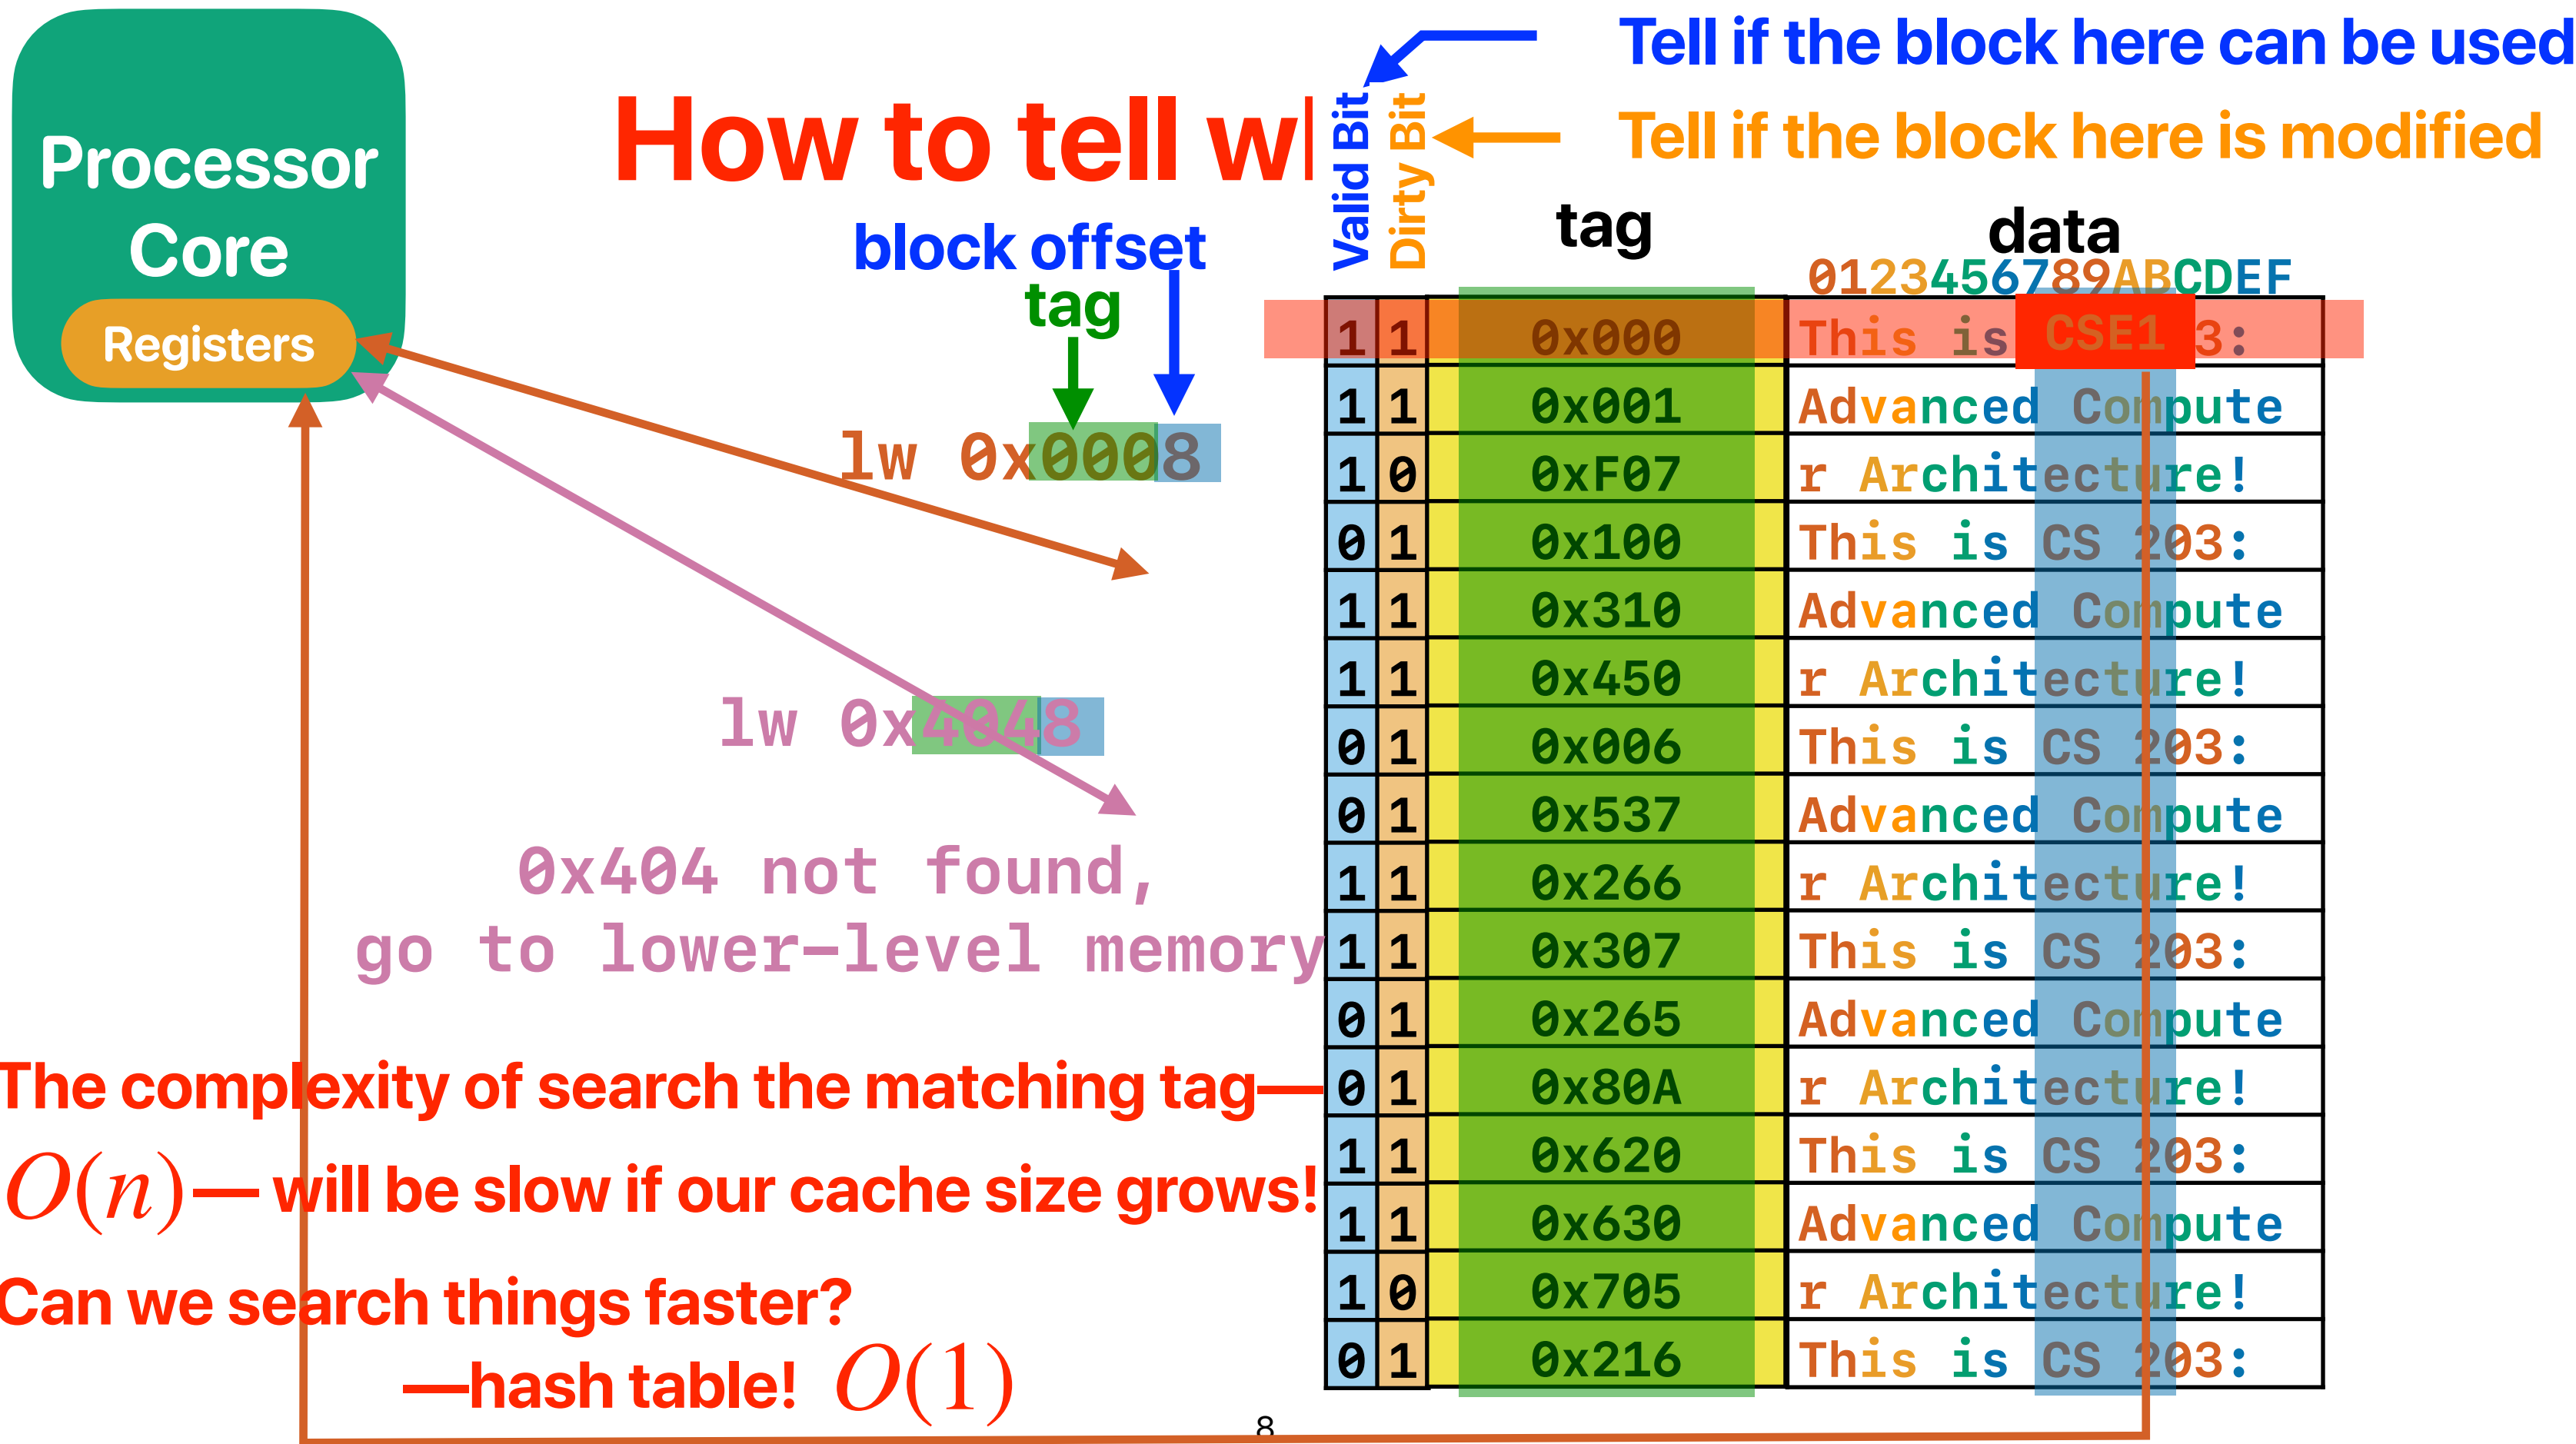 Tell if the block here can be used
How to tell w
Valid Bit
Dirty Bit
Tell if the block here is modified
Processor
Core
Registers
block offset
tag
tag
data
0123456789ABCDEF
lw 0x0008
lw 0x4048
0x404 not found,
go to lower-level memory
The complexity of search the matching tag—
O(n)— will be slow if our cache size grows!
Can we search things faster?
—hash table! O(1)
1 1 0x000 This is CSE1 3:
1 1 0x001 Advanced Compute
1 0 0xF07 r Architecture!
0 1 0x100 This is CS 203:
1 1 0x310 Advanced Compute
1 1 0x450 r Architecture!
0 1 0x006 This is CS 203:
0 1 0x537 Advanced Compute
1 1 0x266 r Architecture!
1 1 0x307 This is CS 203:
0 1 0x265 Advanced Compute
0 1 0x80A r Architecture!
1 1 0x620 This is CS 203:
1 1 0x630 Advanced Compute
1 0 0x705 r Architecture!
0 1 0x216 This is CS 203:
8